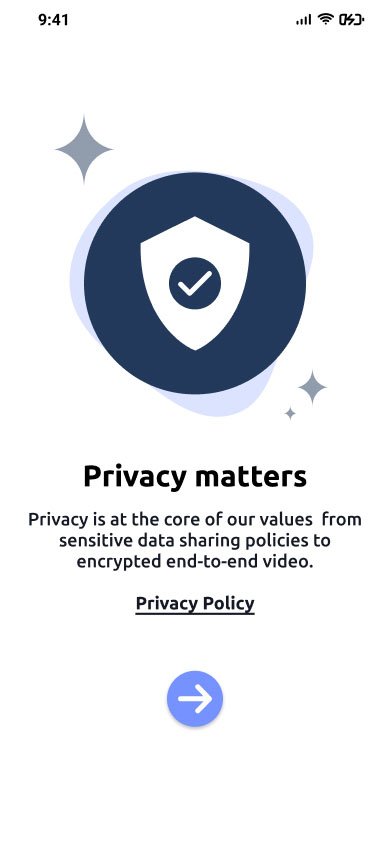 9:41
Privacy matters
Privacy is at the core of our values  from
sensitive data sharing policies to
encrypted end-to-end video.
Privacy Policy